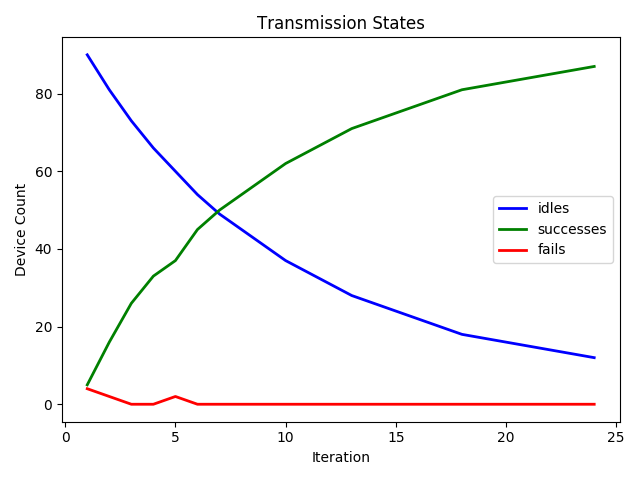 Transmission States
Device Count
80
60
40
20
0
idles
successes
fails
0 5 10 15 20 25
Iteration